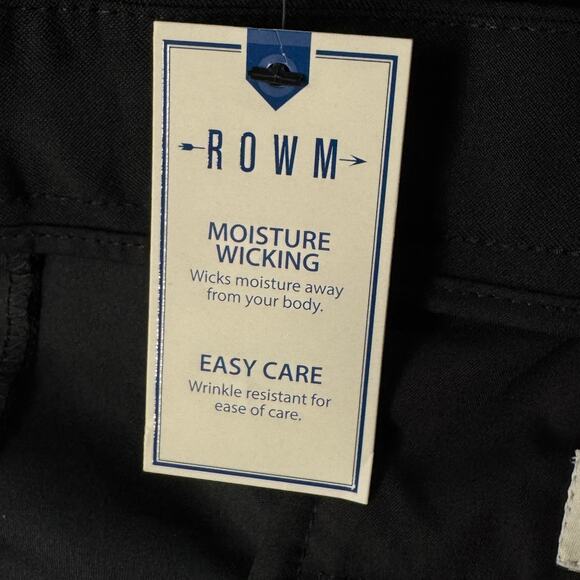 ROWM
MOISTURE
WICKING
Wicks moisture away
from your body.
EASY CARE
Wrinkle resistant for
ease of care.